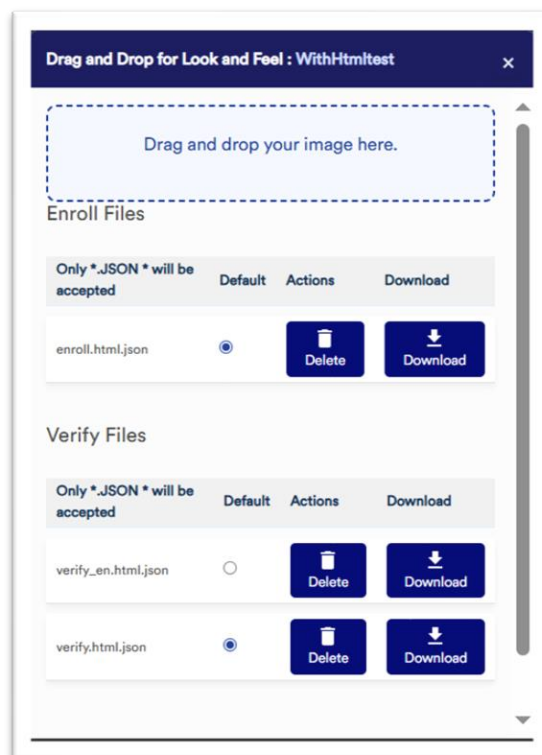 Drag and Drop for Look and Feel : WithHtmltest ×
Drag and drop your image here.
Enroll Files
Only *.JSON * will be accepted Default Actions Download
enroll.html.json Delete Download
Verify Files
Only *.JSON * will be accepted Default Actions Download
verify_en.html.json Delete Download
verify.html.json Delete Download